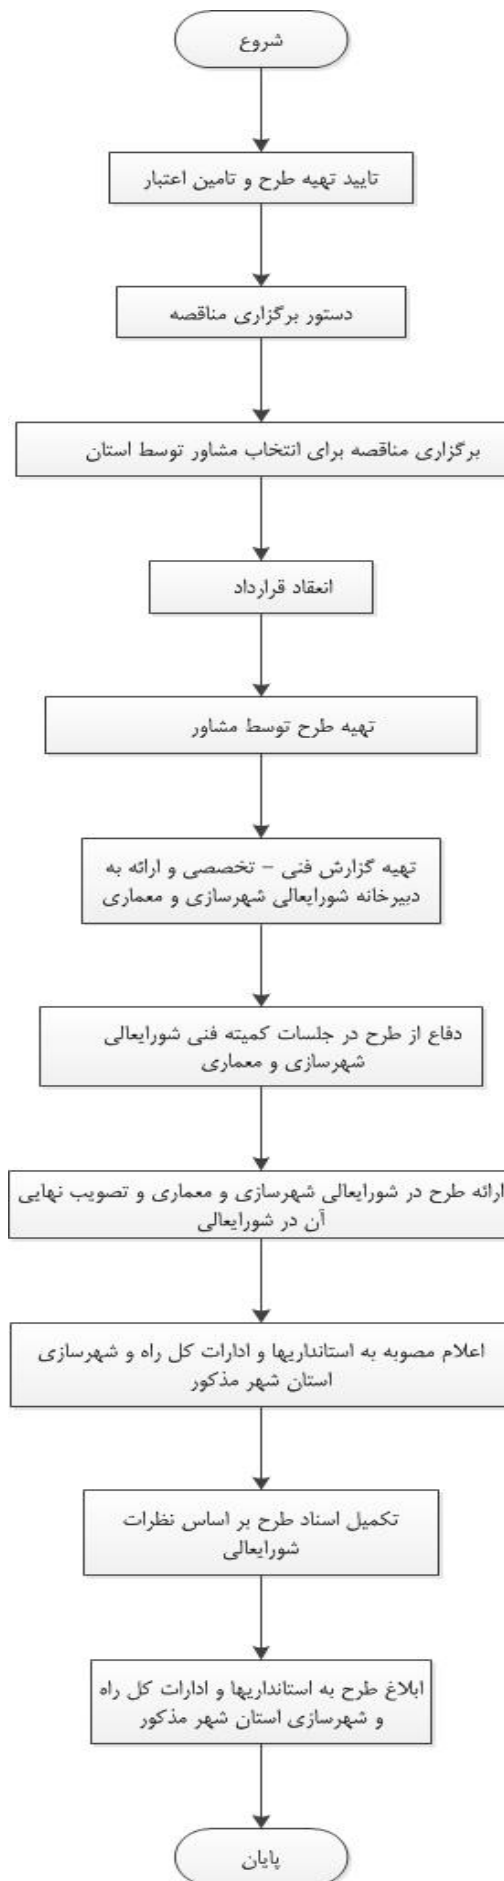 شروع
تایید تهیه طرح و تامین اعتبار
دستور برگزاری مناقصه
برگزاری مناقصه برای انتخاب مشاور توسط استان
انعقاد قرارداد
تهیه طرح توسط مشاور
تهیه گزارش فنی – تخصصی و ارائه به
دبیرخانه شورایعالی شهرسازی و معماری
دفاع از طرح در جلسات کمیته فنی شورایعالی
شهرسازی و معماری
ارائه طرح در شورایعالی شهرسازی و معماری و تصویب نهایی
آن در شورایعالی
اعلام مصوبه به استانداریها و ادارات کل راه و شهرسازی
استان شهر مذکور
تکمیل اسناد طرح بر اساس نظرات
شورایعالی
ابلاغ طرح به استانداریها و ادارات کل راه
و شهرسازی استان شهر مذکور
پایان